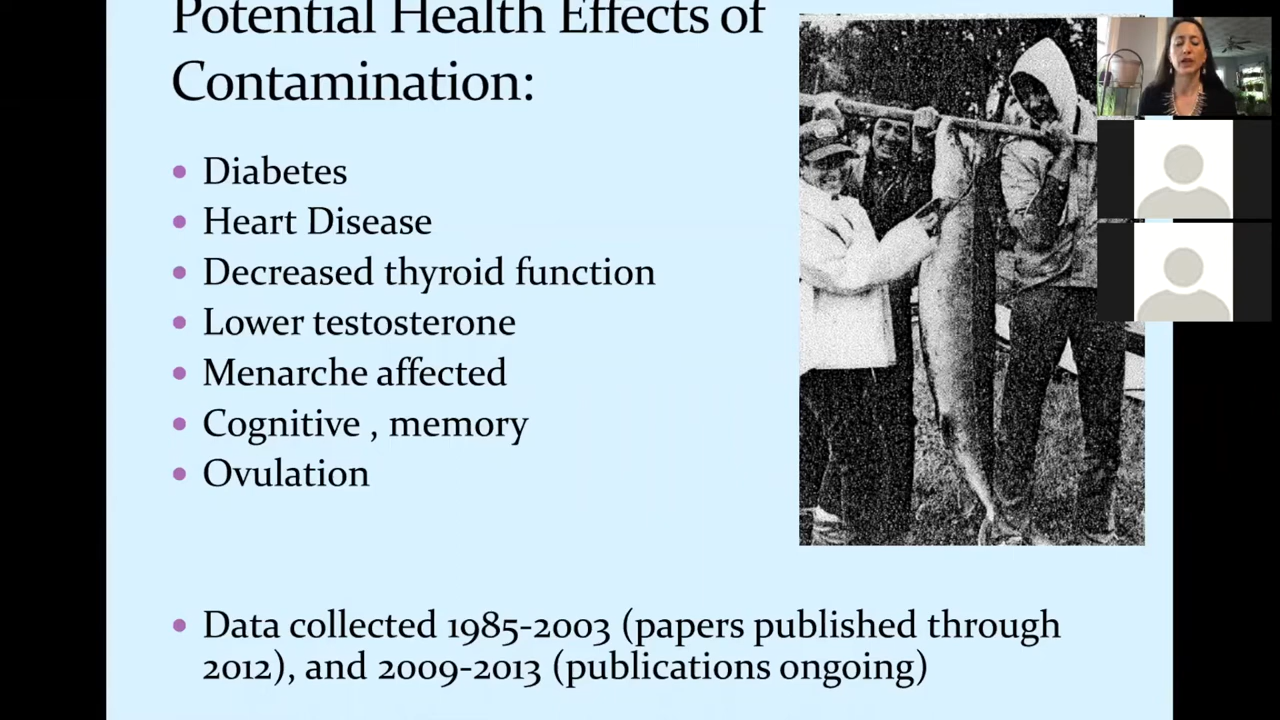 Potential Health Effects of
Contamination:
• Diabetes
• Heart Disease
• Decreased thyroid function
• Lower testosterone
• Menarche affected
• Cognitive , memory
• Ovulation
• Data collected 1985-2003 (papers published through
2012), and 2009-2013 (publications ongoing)